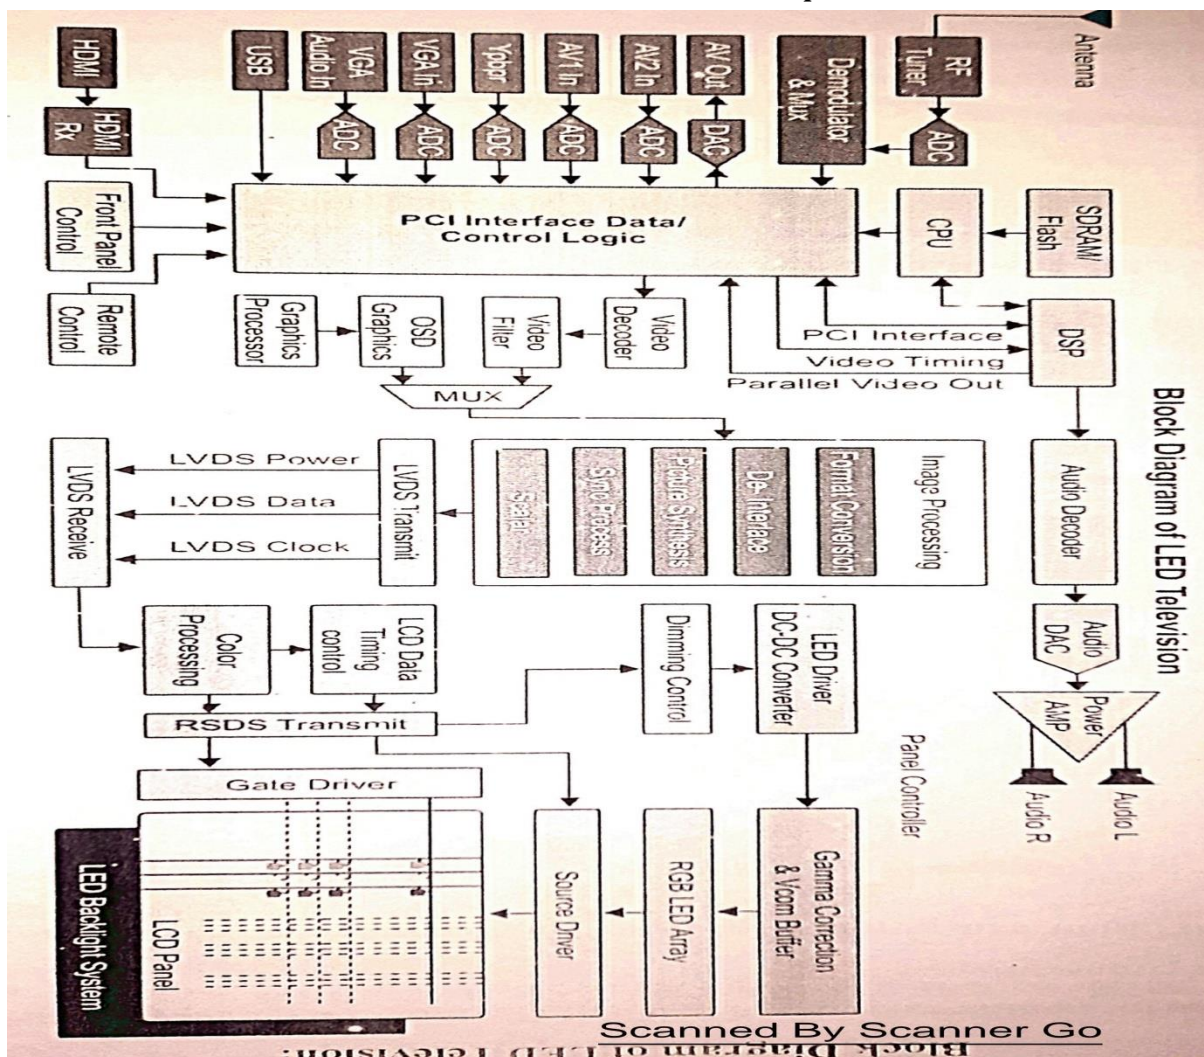 Antenna
HDMI
USB
VGA
Audio In
VGA In
Ypbpr
AV1 In
AV2 In
AV Out
Demodulator
& Mux
RF
Tuner
HDMI
Rx
ADC
ADC
ADC
ADC
ADC
DAC
ADC
Front Panel
Control
PCI Interface Data/
Control Logic
CPU
SDRAM/
Flash
Remote
Control
Graphics
Processor
OSD
Graphics
Video
Filter
Video
Decoder
PCI Interface
Video Timing
Parallel Video Out
DSP
MUX
Block Diagram of LED Television
LVDS Receive
LVDS Power
LVDS Data
LVDS Clock
LVDS Transmit
Scaler
Sync Process
Picture Synthesis
De- Interlace
Format Conversion
Image Processing
Audio Decoder
Color
Processing
LCD Data
Timing
control
Dimming Control
LED Driver
DC-DC Converter
Audio
DAC
Power
AMP
RSDS Transmit
Panel Controller
Audio R
Audio L
Gate Driver
LED Backlight System
LCD Panel
Source Driver
RGB LED Array
Gamma Correction
& Vcom Buffer
Scanned By Scanner Go
Block Diagram of LED Television: